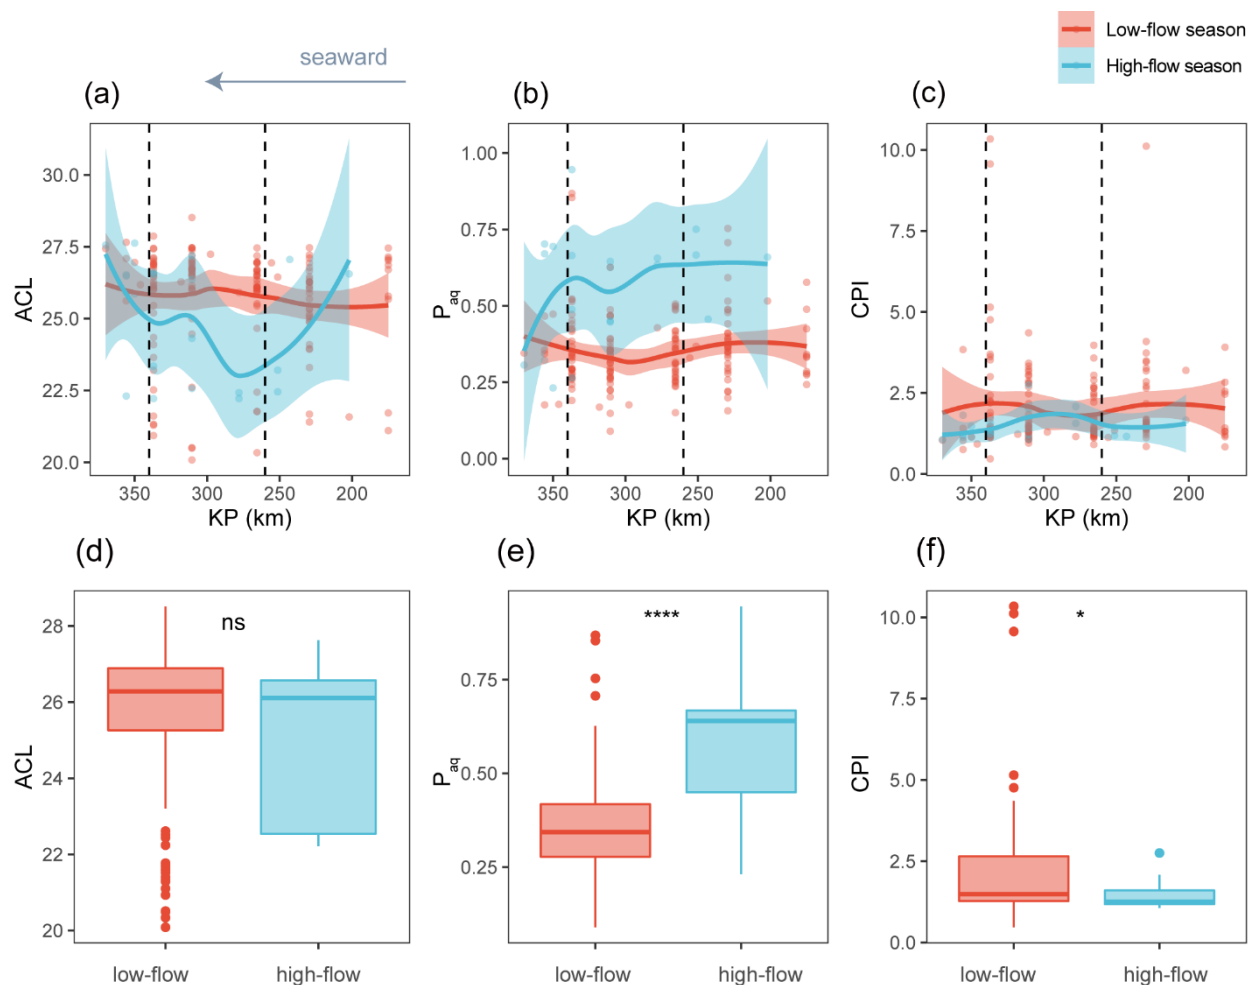 Low-flow season
High-flow season
seaward
(a)
(b)
(c)
ACL
30.0
27.5
25.0
22.5
20.0
350
300
250
200
KP (km)
Paq
1.00
0.75
0.50
0.25
0.00
350
300
250
200
KP (km)
CPI
10.0
7.5
5.0
2.5
0.0
350
300
250
200
KP (km)
(d)
(e)
(f)
ACL
28
26
24
22
20
ns
low-flow
high-flow
Paq
0.75
0.50
0.25
****
low-flow
high-flow
CPI
10.0
7.5
5.0
2.5
0.0
*
low-flow
high-flow